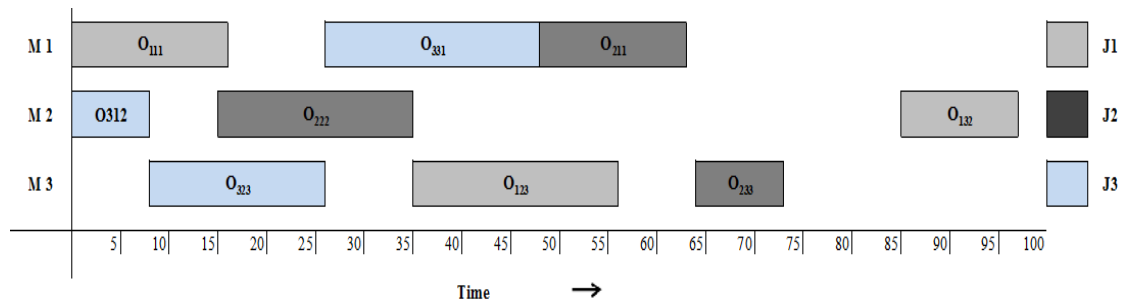 M 1 O₁₁₁ O₃₃₁ O₂₁₁ J1
M 2 O312 O₂₂₂ O₁₃₂ J2
M 3 O₃₂₃ O₁₂₃ O₂₃₃ J3
5 10 15 20 25 30 35 40 45 50 55 60 65 70 75 80 85 90 95 100
Time →